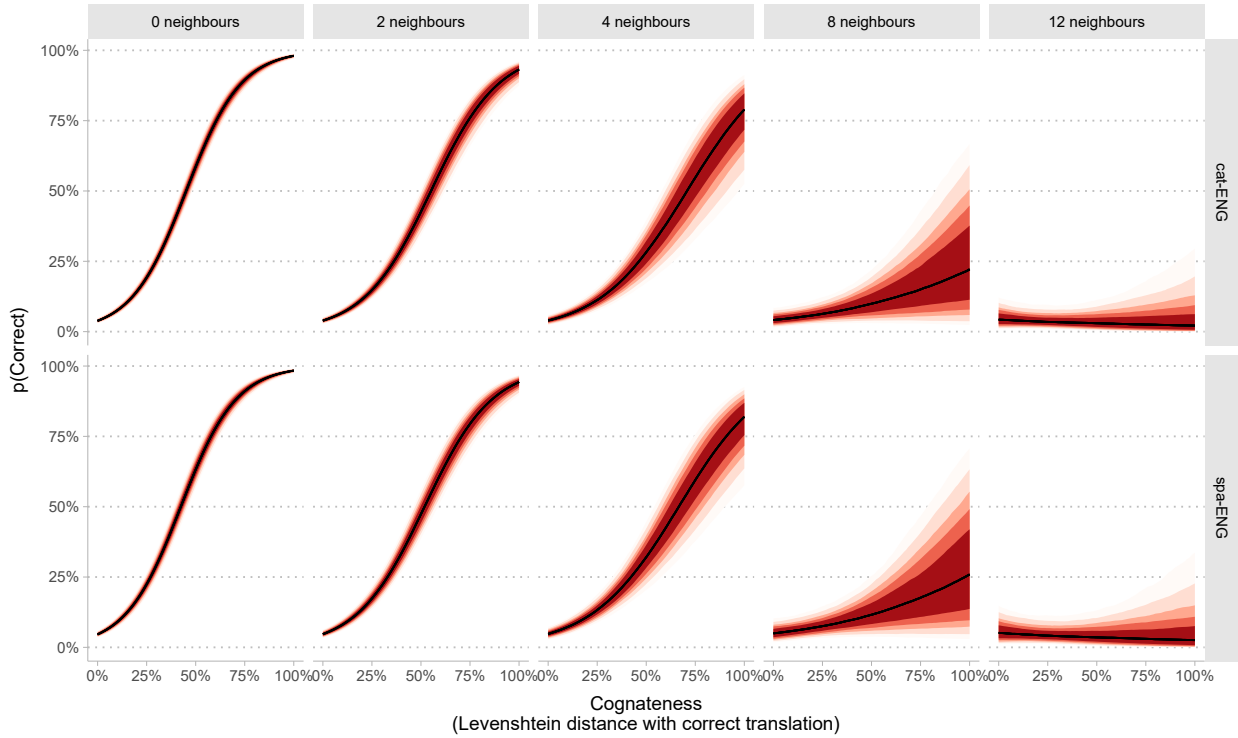 0 neighbours
2 neighbours
4 neighbours
8 neighbours
12 neighbours
p(Correct)
100%
75%
50%
25%
0%
cat-ENG
100%
75%
50%
25%
0%
spa-ENG
0% 25% 50% 75% 100%
0% 25% 50% 75% 100%
0% 25% 50% 75% 100%
0% 25% 50% 75% 100%
0% 25% 50% 75% 100%
Cognateness
(Levenshtein distance with correct translation)